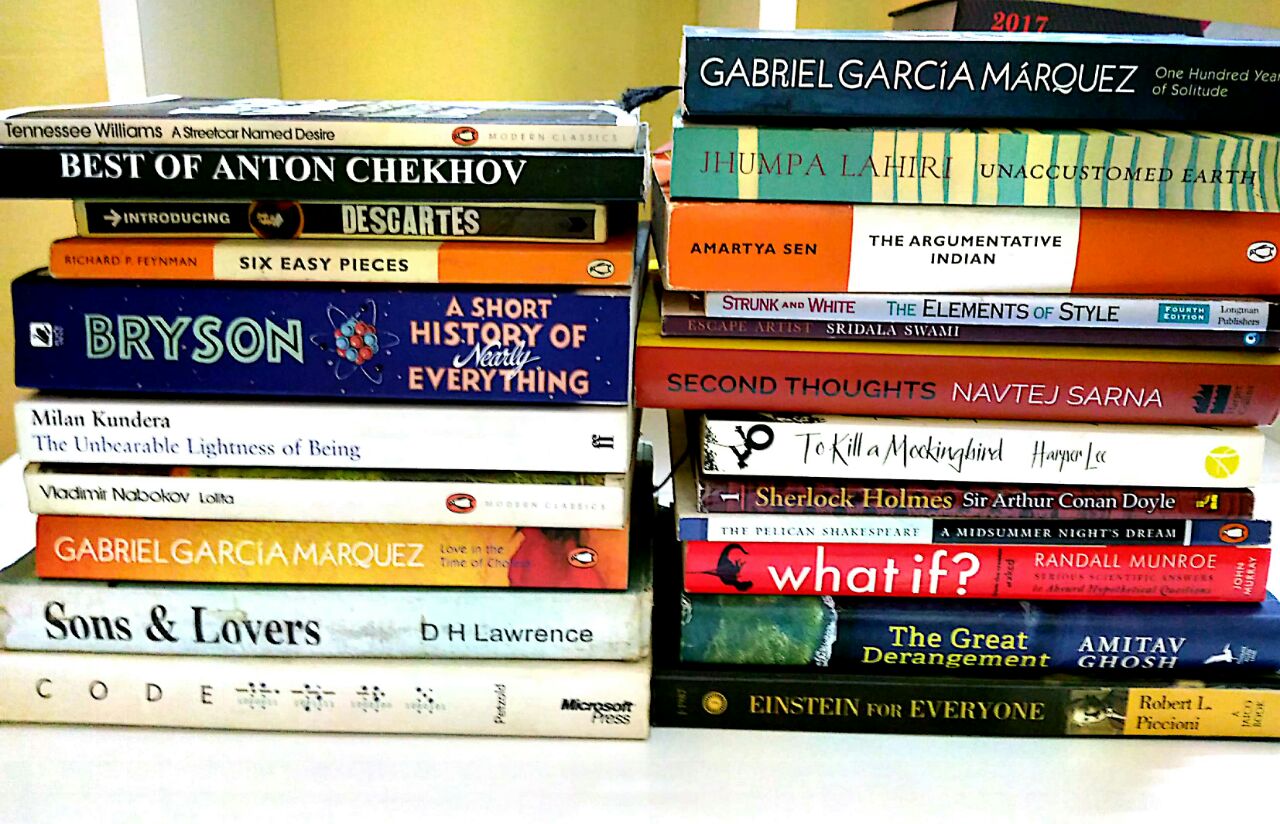 Tennessee Williams A Streetcar Named Desire MODERN CLASSICS
BEST OF ANTON CHEKHOV
INTRODUCING DESCARTES
RICHARD P. FEYNMAN SIX EASY PIECES
BRYSON A SHORT
HISTORY OF
Nearly
EVERYTHING
Milan Kundera
The Unbearable Lightness of Being ff
Vladimir Nabokov Lolita MODERN CLASSICS
GABRIEL GARCÍA MÁRQUEZ Love in the
Time of Cholera
Sons & Lovers D H Lawrence
CODE Petzold Microsoft
Press
2017
GABRIEL GARCÍA MÁRQUEZ One Hundred Year
of Solitude
JHUMPA LAHIRI UNACCUSTOMED EARTH
AMARTYA SEN THE ARGUMENTATIVE
INDIAN
STRUNK AND WHITE THE ELEMENTS OF STYLE FOURTH
EDITION Longman
Publishers
ESCAPE ARTIST SRIDALA SWAMI
SECOND THOUGHTS NAVTEJ SARNA
To Kill a Mockingbird Harper Lee
1 Sherlock Holmes Sir Arthur Conan Doyle
THE PELICAN SHAKESPEARE A MIDSUMMER NIGHT'S DREAM
what if? RANDALL MUNROE
SERIOUS SCIENTIFIC ANSWERS
to Absurd Hypothetical Questions
JOHN
MURRAY
The Great
Derangement AMITAV
GHOSH
EINSTEIN FOR EVERYONE Robert L.
Piccioni
A
JAICO
BOOK